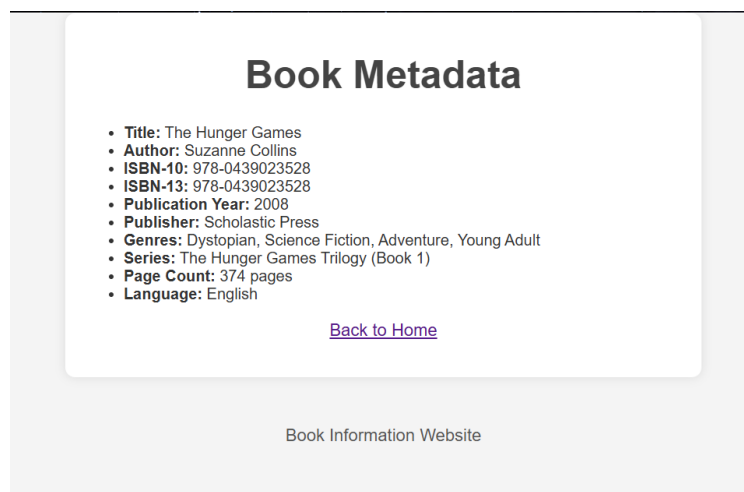 Book Metadata
• Title: The Hunger Games
• Author: Suzanne Collins
• ISBN-10: 978-0439023528
• ISBN-13: 978-0439023528
• Publication Year: 2008
• Publisher: Scholastic Press
• Genres: Dystopian, Science Fiction, Adventure, Young Adult
• Series: The Hunger Games Trilogy (Book 1)
• Page Count: 374 pages
• Language: English
Back to Home
Book Information Website